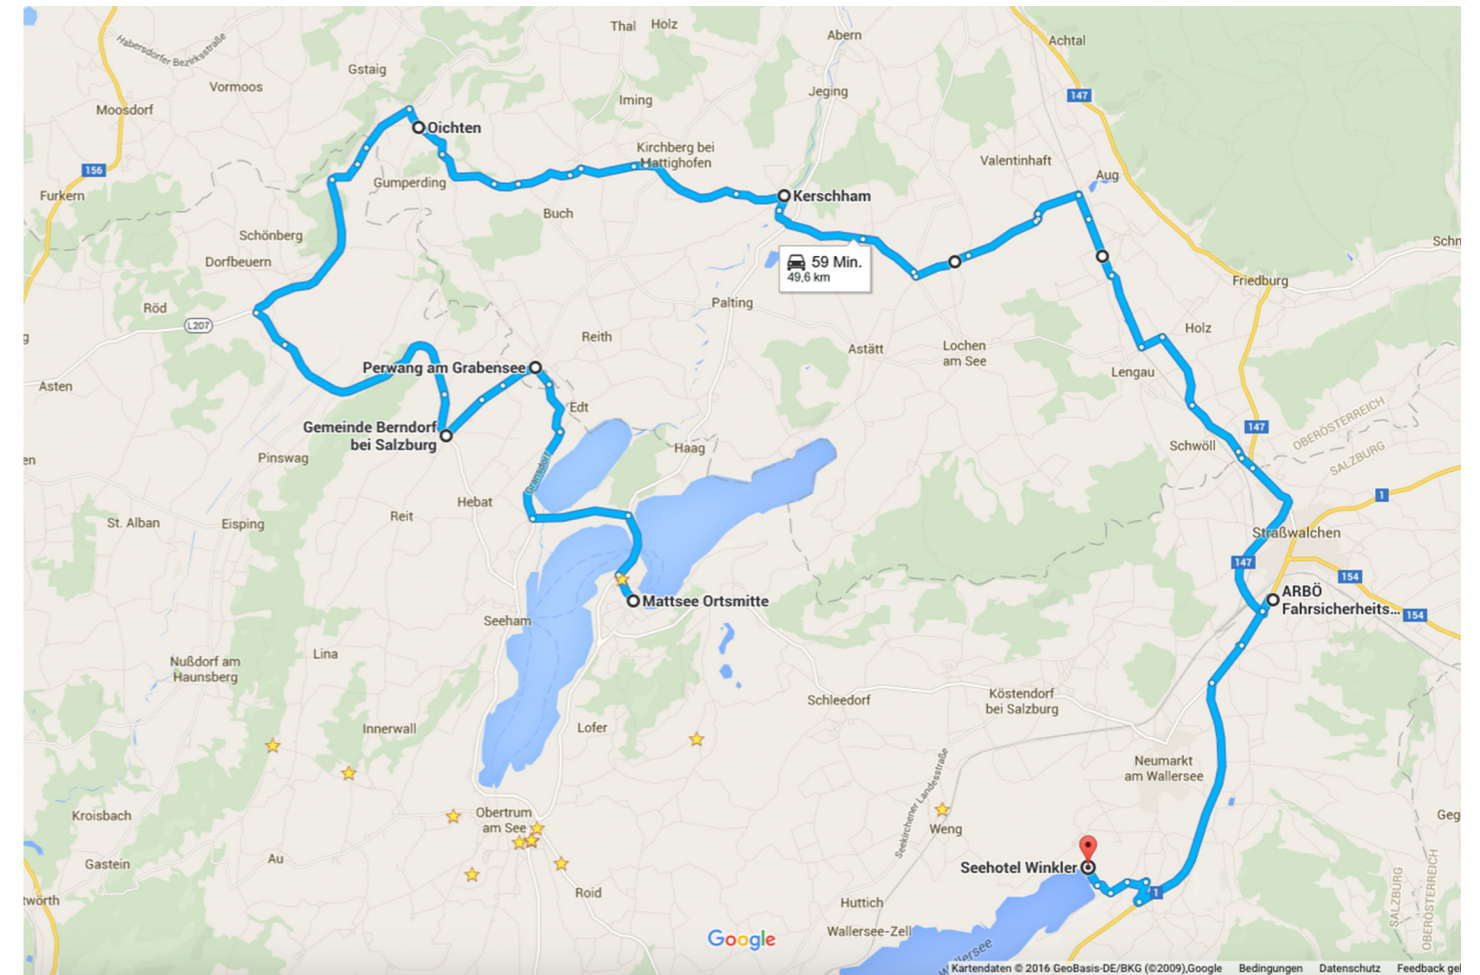 Thal
Holz
Abern
Achtal
Habersdorfer Bezirksstraße
Gstaig
Vormoos
Jeging
147
Iming
Moosdorf
Oichten
Kirchberg bei
Mattighofen
Valentinhaft
156
Aug
Gumperding
Furkern
Kerschham
Buch
Schönberg
59 Min.
49,6 km
Dorfbeuern
Friedburg
Palting
Röd
L207
Reith
Holz
Astätt
Lochen
am See
Perwang am Grabensee
Lengau
Asten
Edt
OBERÖSTERREICH
SALZBURG
Gemeinde Berndorf
bei Salzburg
147
Haag
Schwöll
Pinswag
Gransdorf
Hebat
1
Reit
St. Alban
Eisping
Straßwalchen
147
154
ARBÖ
Fahrsicherheits...
154
Mattsee Ortsmitte
Seeham
Lina
Nußdorf am
Haunsberg
Schleedorf
Köstendorf
bei Salzburg
Innerwall
Lofer
Neumarkt
am Wallersee
Seekirchener Landesstraße
Obertrum
am See
Kroisbach
Weng
Gastein
Au
Seehotel Winkler
1
Roid
Huttich
SALZBURG
OBERÖSTERREICH
Wallersee-Zell
Wallersee
Google
Kartendaten © 2016 GeoBasis-DE/BKG (©2009),Google Bedingungen Datenschutz Feedback ge